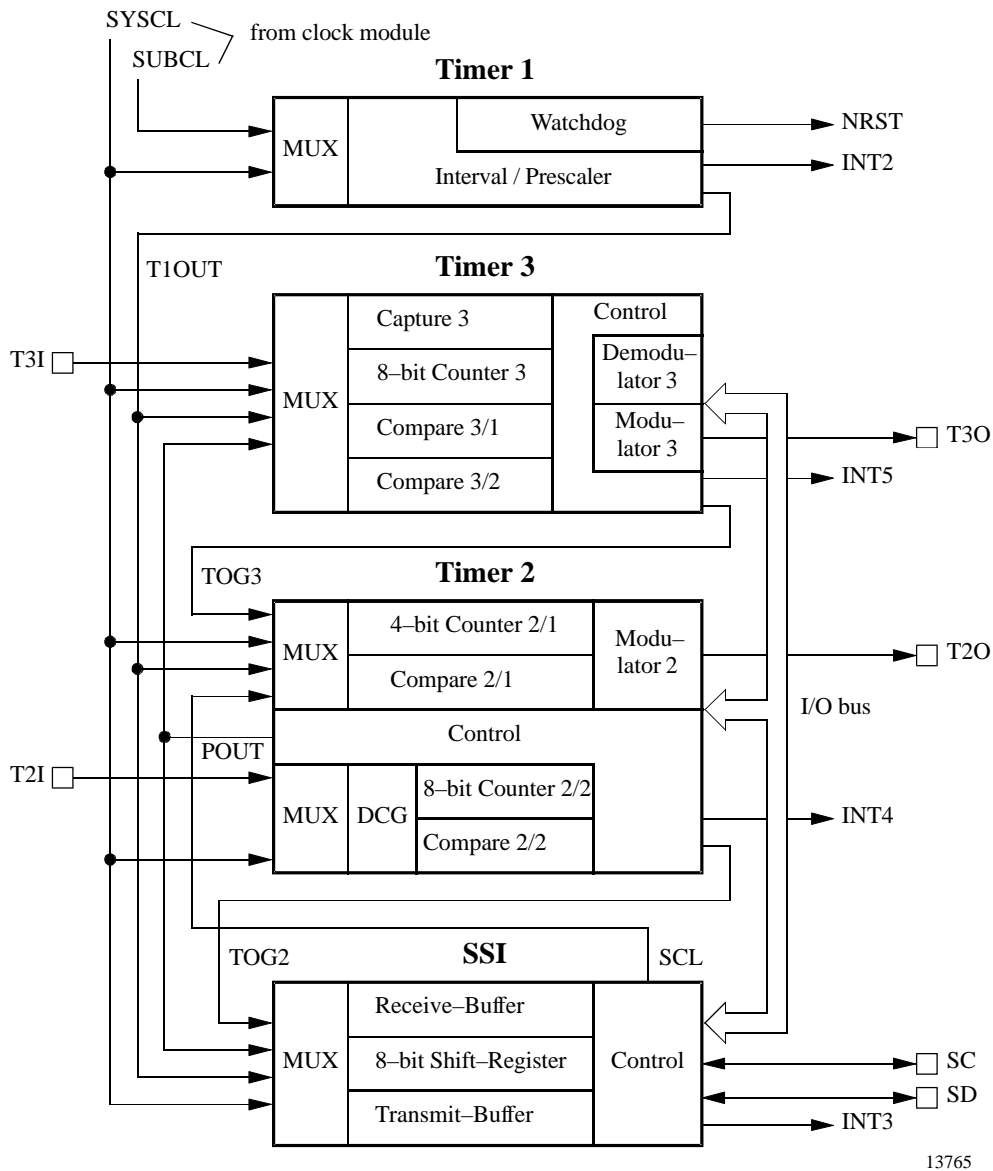 SYSCL
from clock module
SUBCL
Timer 1
Watchdog
NRST
MUX
INT2
Interval / Prescaler
T1OUT
Timer 3
Capture 3
Control
T3I
Demodu–
8–bit Counter 3
lator 3
MUX
Compare 3/1
Modu–
lator 3
T3O
Compare 3/2
INT5
TOG3
Timer 2
4–bit Counter 2/1
Modu–
lator 2
MUX
T2O
Compare 2/1
I/O bus
Control
POUT
T2I
8–bit Counter 2/2
MUX
DCG
INT4
Compare 2/2
TOG2
SSI
SCL
Receive–Buffer
MUX
8–bit Shift–Register
Control
SC
SD
Transmit–Buffer
INT3
13765